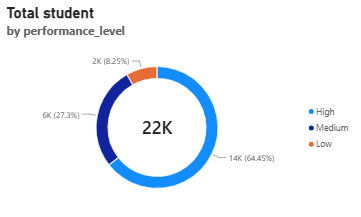 Total student
by performance_level
2K (8.25%)
6K (27.3%)
22K
14K (64.45%)
High
Medium
Low